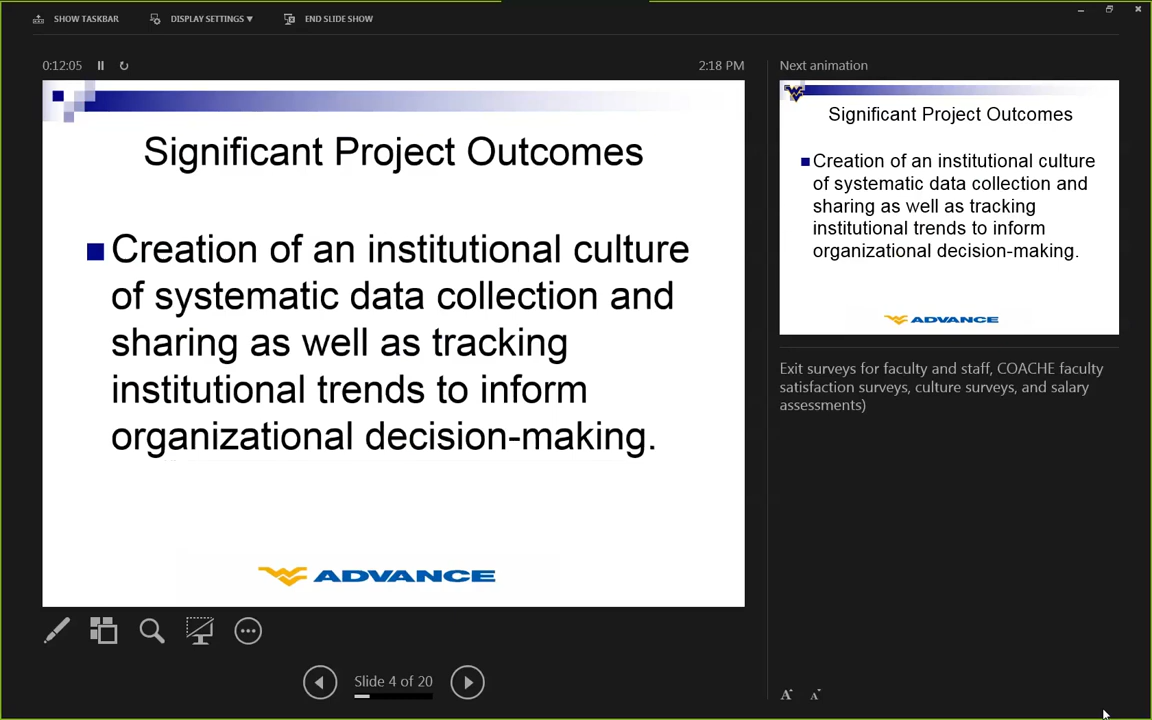 SHOW TASKBAR
DISPLAY SETTINGS ▼
END SLIDE SHOW
0:12:05
2:18 PM
Significant Project Outcomes
Creation of an institutional culture
of systematic data collection and
sharing as well as tracking
institutional trends to inform
organizational decision-making.
ADVANCE
Slide 4 of 20
Next animation
Significant Project Outcomes
Creation of an institutional culture
of systematic data collection and
sharing as well as tracking
institutional trends to inform
organizational decision-making.
ADVANCE
Exit surveys for faculty and staff, COACHE faculty
satisfaction surveys, culture surveys, and salary
assessments)
A A